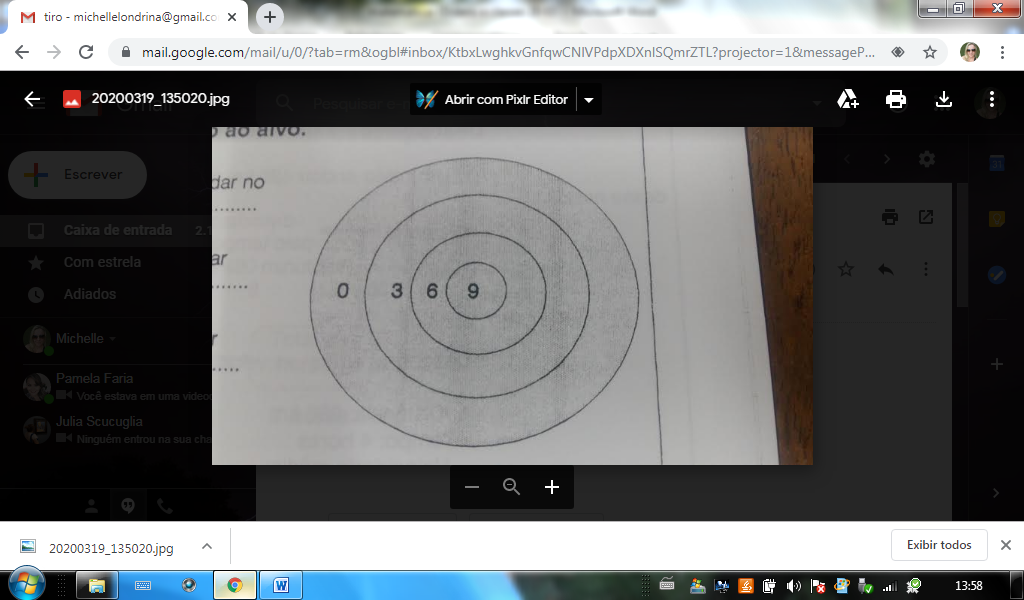 tiro - michellelondrina@gmail.co
mail.google.com/mail/u/0/?tab=rm&ogbl#inbox/KtbxLwghkvGnfqwCNlVPdpXDXnlSQmrZTL?projector=1&messageP...
20200319_135020.jpg
Abrir com Pixlr Editor
o ao alvo.
Escrever
dar no
Caixa de entrada
Com estrela
ar
Adiados
0 3 6 9
Michelle
r
Pamela Faria
Você estava em uma video
Julia Scucuglia
Ninguém entrou na sua cha
20200319_135020.jpg
Exibir todos
13:58